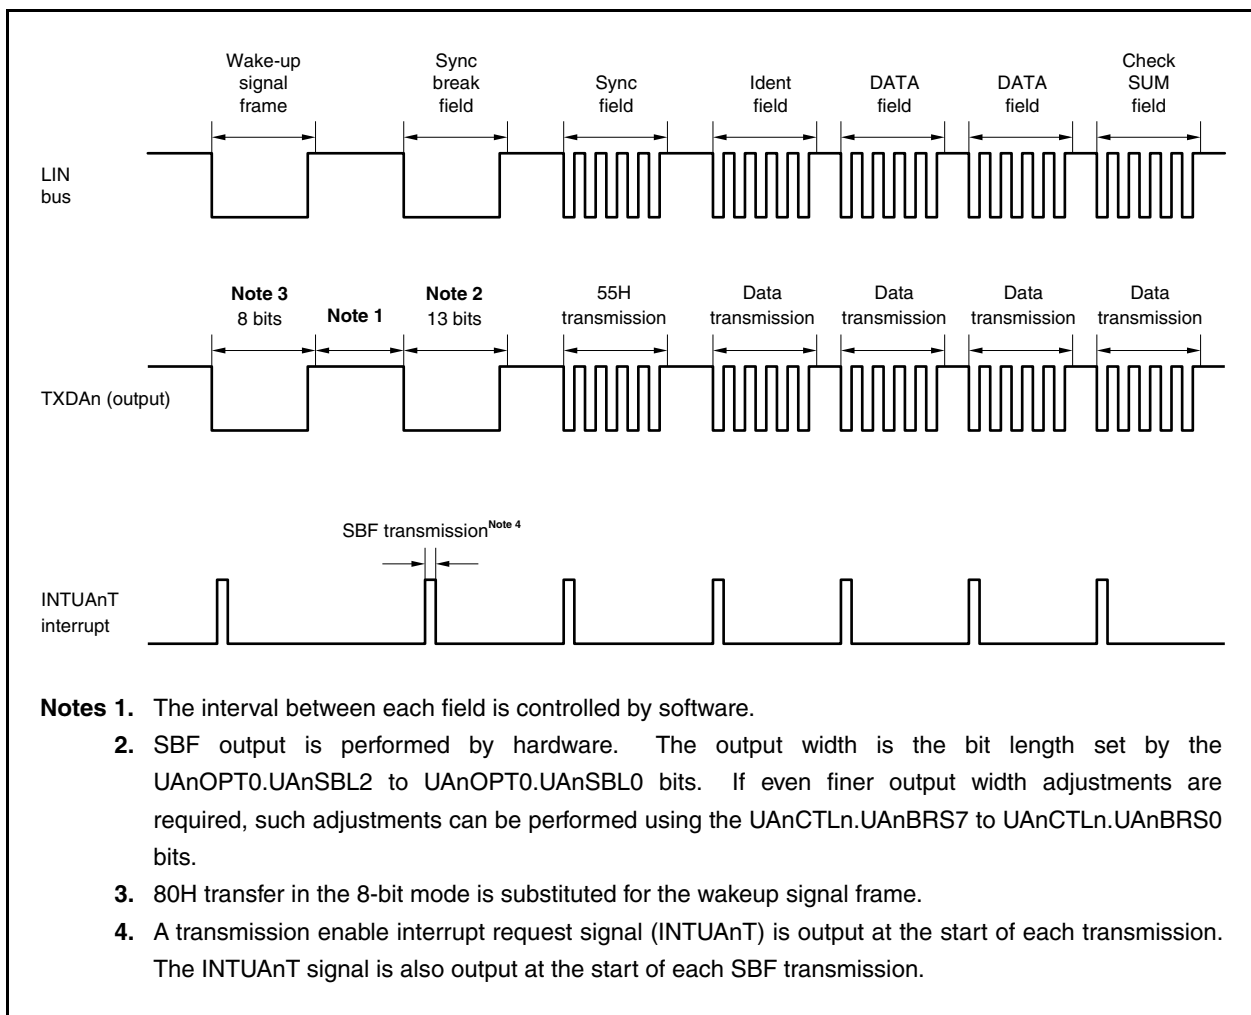 Wake-up
signal
frame
Sync
break
field
Sync
field
Ident
field
DATA
field
DATA
field
Check
SUM
field
LIN
bus
Note 3
8 bits
Note 1
Note 2
13 bits
55H
transmission
Data
transmission
Data
transmission
Data
transmission
Data
transmission
TXDAn (output)
SBF transmission Note 4
INTUAnT
interrupt
Notes 1. The interval between each field is controlled by software.
2. SBF output is performed by hardware. The output width is the bit length set by the
UAnOPT0.UAnSBL2 to UAnOPT0.UAnSBL0 bits. If even finer output width adjustments are
required, such adjustments can be performed using the UAnCTLn.UAnBRS7 to UAnCTLn.UAnBRS0
bits.
3. 80H transfer in the 8-bit mode is substituted for the wakeup signal frame.
4. A transmission enable interrupt request signal (INTUAnT) is output at the start of each transmission.
The INTUAnT signal is also output at the start of each SBF transmission.